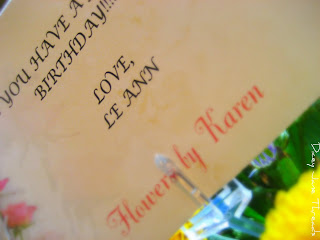 YOU HAVE A
BIRTHDAY!!!
LOVE,
LE ANN
Flowers by Karen